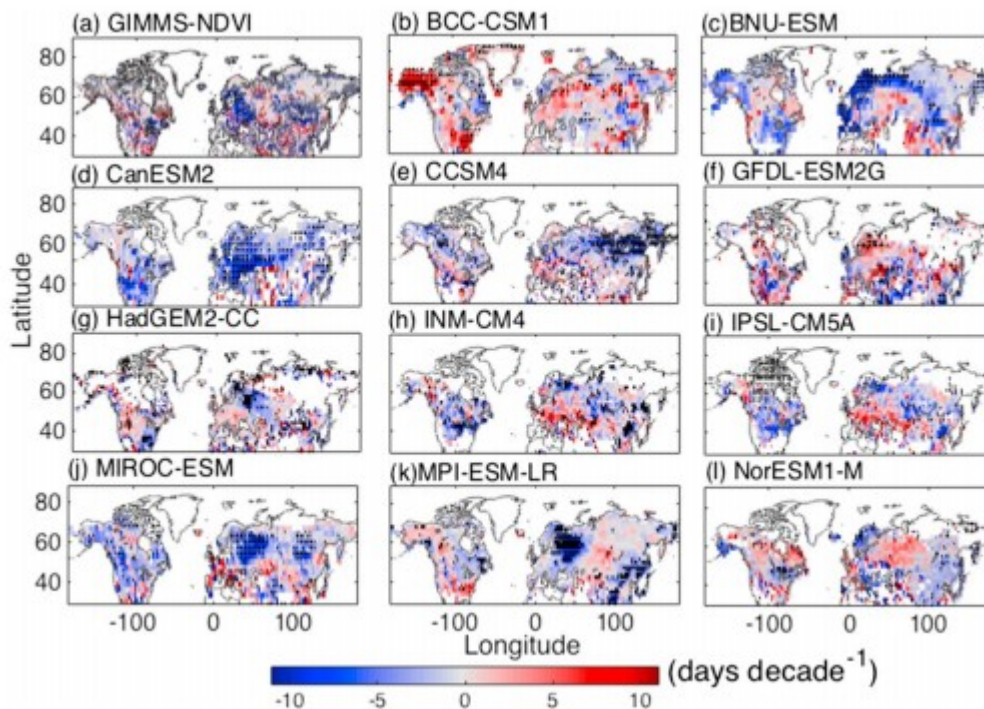 (a) GIMMS-NDVI
(b) BCC-CSM1
(c)BNU-ESM
80
60
40
(d) CanESM2
(e) CCSM4
(f) GFDL-ESM2G
80
60
40
Latitude
(g) HadGEM2-CC
(h) INM-CM4
(i) IPSL-CM5A
80
60
40
(j) MIROC-ESM
(k)MPI-ESM-LR
(l) NorESM1-M
80
60
40
-100 0 100
-100 0 100
-100 0 100
Longitude
(days decade-1)
-10 -5 0 5 10